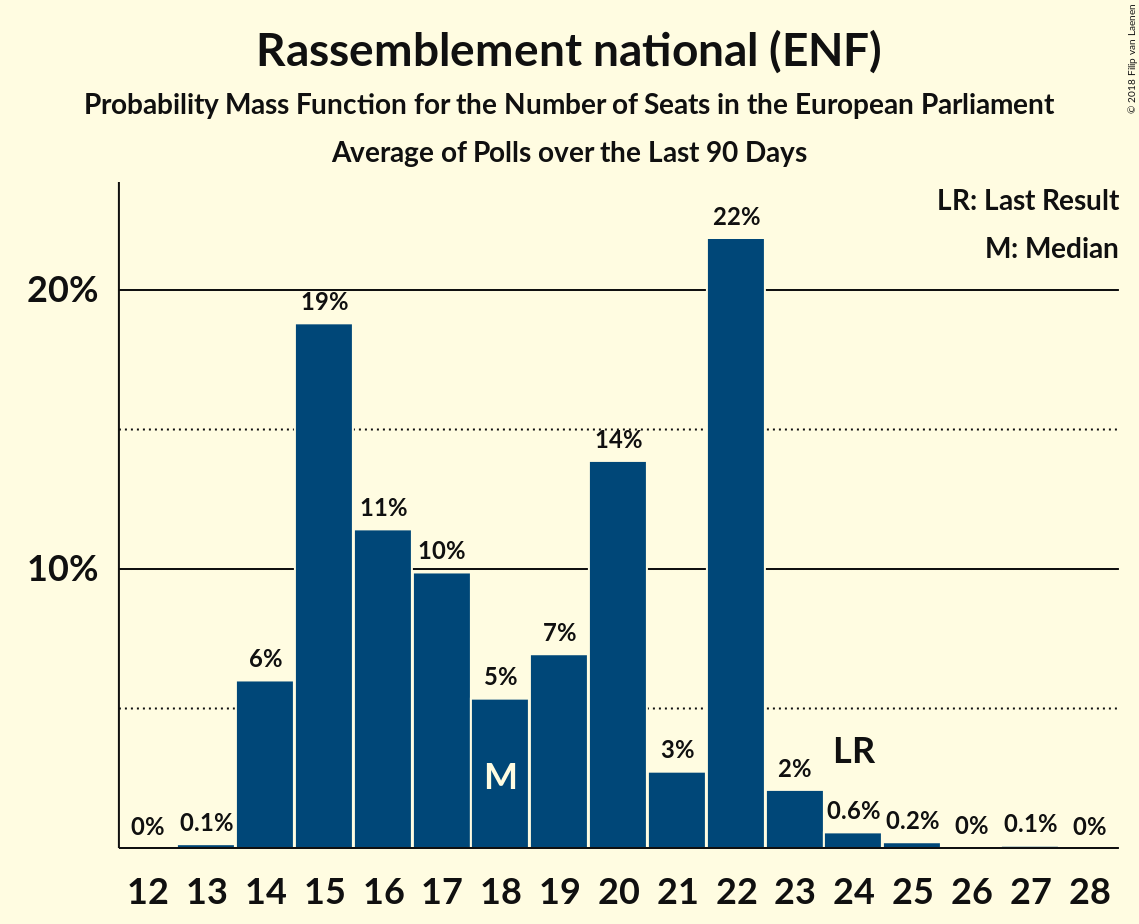 Rassemblement national (ENF)
Probability Mass Function for the Number of Seats in the European Parliament
Average of Polls over the Last 90 Days
© 2018 Filip van Laenen
LR: Last Result
M: Median
20%
10%
0%
0.1%
6%
19%
11%
10%
5%
7%
14%
3%
22%
2%
0.6%
0.2%
0%
0.1%
0%
M
LR
12 13 14 15 16 17 18 19 20 21 22 23 24 25 26 27 28